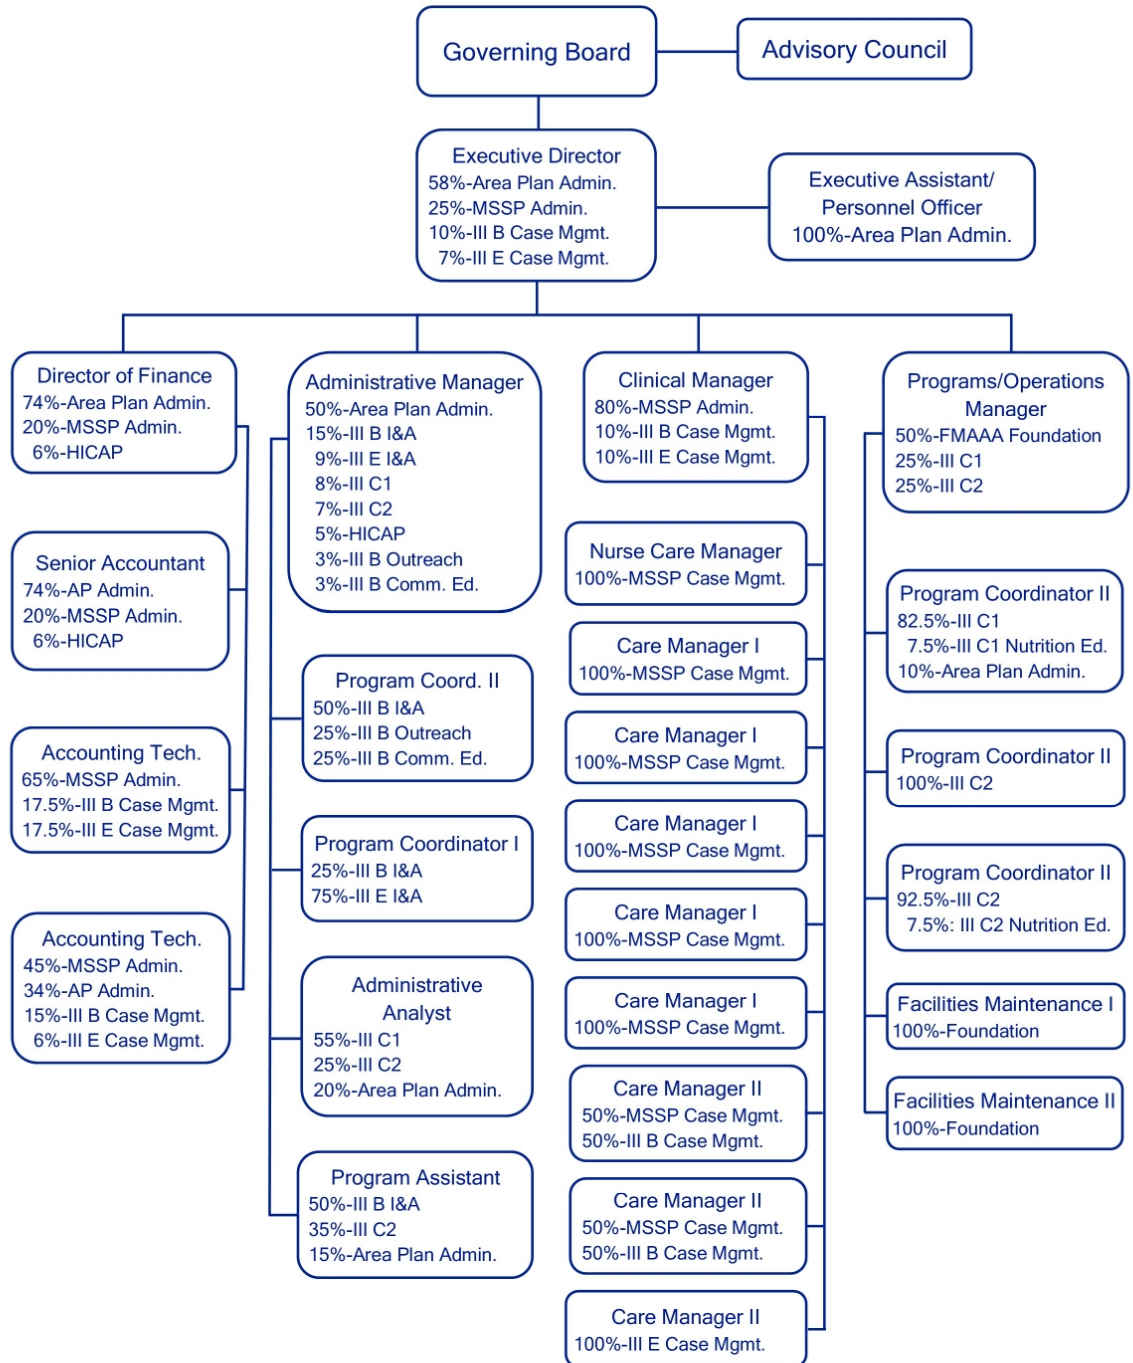 Governing Board
Advisory Council
Executive Director
58%-Area Plan Admin.
25%-MSSP Admin.
10%-III B Case Mgmt.
7%-III E Case Mgmt.
Executive Assistant/
Personnel Officer
100%-Area Plan Admin.
Director of Finance
74%-Area Plan Admin.
20%-MSSP Admin.
6%-HICAP
Senior Accountant
74%-AP Admin.
20%-MSSP Admin.
6%-HICAP
Accounting Tech.
65%-MSSP Admin.
17.5%-III B Case Mgmt.
17.5%-III E Case Mgmt.
Accounting Tech.
45%-MSSP Admin.
34%-AP Admin.
15%-III B Case Mgmt.
6%-III E Case Mgmt.
Administrative Manager
50%-Area Plan Admin.
15%-III B I&A
9%-III E I&A
8%-III C1
7%-III C2
5%-HICAP
3%-III B Outreach
3%-III B Comm. Ed.
Program Coord. II
50%-III B I&A
25%-III B Outreach
25%-III B Comm. Ed.
Program Coordinator I
25%-III B I&A
75%-III E I&A
Administrative
Analyst
55%-III C1
25%-III C2
20%-Area Plan Admin.
Program Assistant
50%-III B I&A
35%-III C2
15%-Area Plan Admin.
Clinical Manager
80%-MSSP Admin.
10%-III B Case Mgmt.
10%-III E Case Mgmt.
Nurse Care Manager
100%-MSSP Case Mgmt.
Care Manager I
100%-MSSP Case Mgmt.
Care Manager I
100%-MSSP Case Mgmt.
Care Manager I
100%-MSSP Case Mgmt.
Care Manager I
100%-MSSP Case Mgmt.
Care Manager I
100%-MSSP Case Mgmt.
Care Manager II
50%-MSSP Case Mgmt.
50%-III B Case Mgmt.
Care Manager II
50%-MSSP Case Mgmt.
50%-III B Case Mgmt.
Care Manager II
100%-III E Case Mgmt.
Programs/Operations
Manager
50%-FMAAA Foundation
25%-III C1
25%-III C2
Program Coordinator II
82.5%-III C1
7.5%-III C1 Nutrition Ed.
10%-Area Plan Admin.
Program Coordinator II
100%-III C2
Program Coordinator II
92.5%-III C2
7.5%: III C2 Nutrition Ed.
Facilities Maintenance I
100%-Foundation
Facilities Maintenance II
100%-Foundation